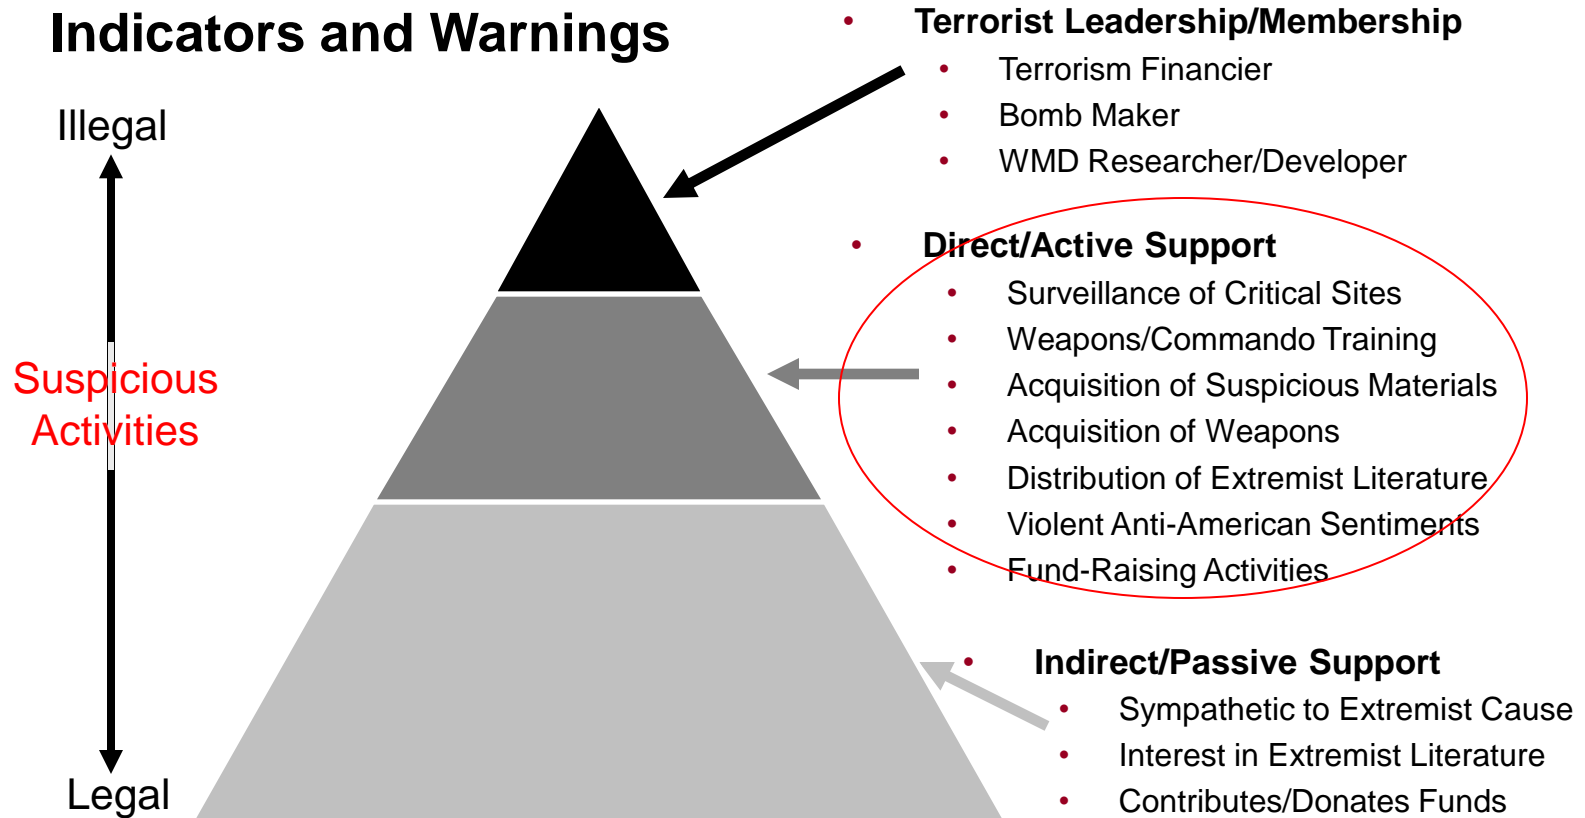 Indicators and Warnings
Illegal
Suspicious
Activities
Legal
• Terrorist Leadership/Membership
• Terrorism Financier
• Bomb Maker
• WMD Researcher/Developer
• Direct/Active Support
• Surveillance of Critical Sites
• Weapons/Commando Training
• Acquisition of Suspicious Materials
• Acquisition of Weapons
• Distribution of Extremist Literature
• Violent Anti-American Sentiments
• Fund-Raising Activities
• Indirect/Passive Support
• Sympathetic to Extremist Cause
• Interest in Extremist Literature
• Contributes/Donates Funds